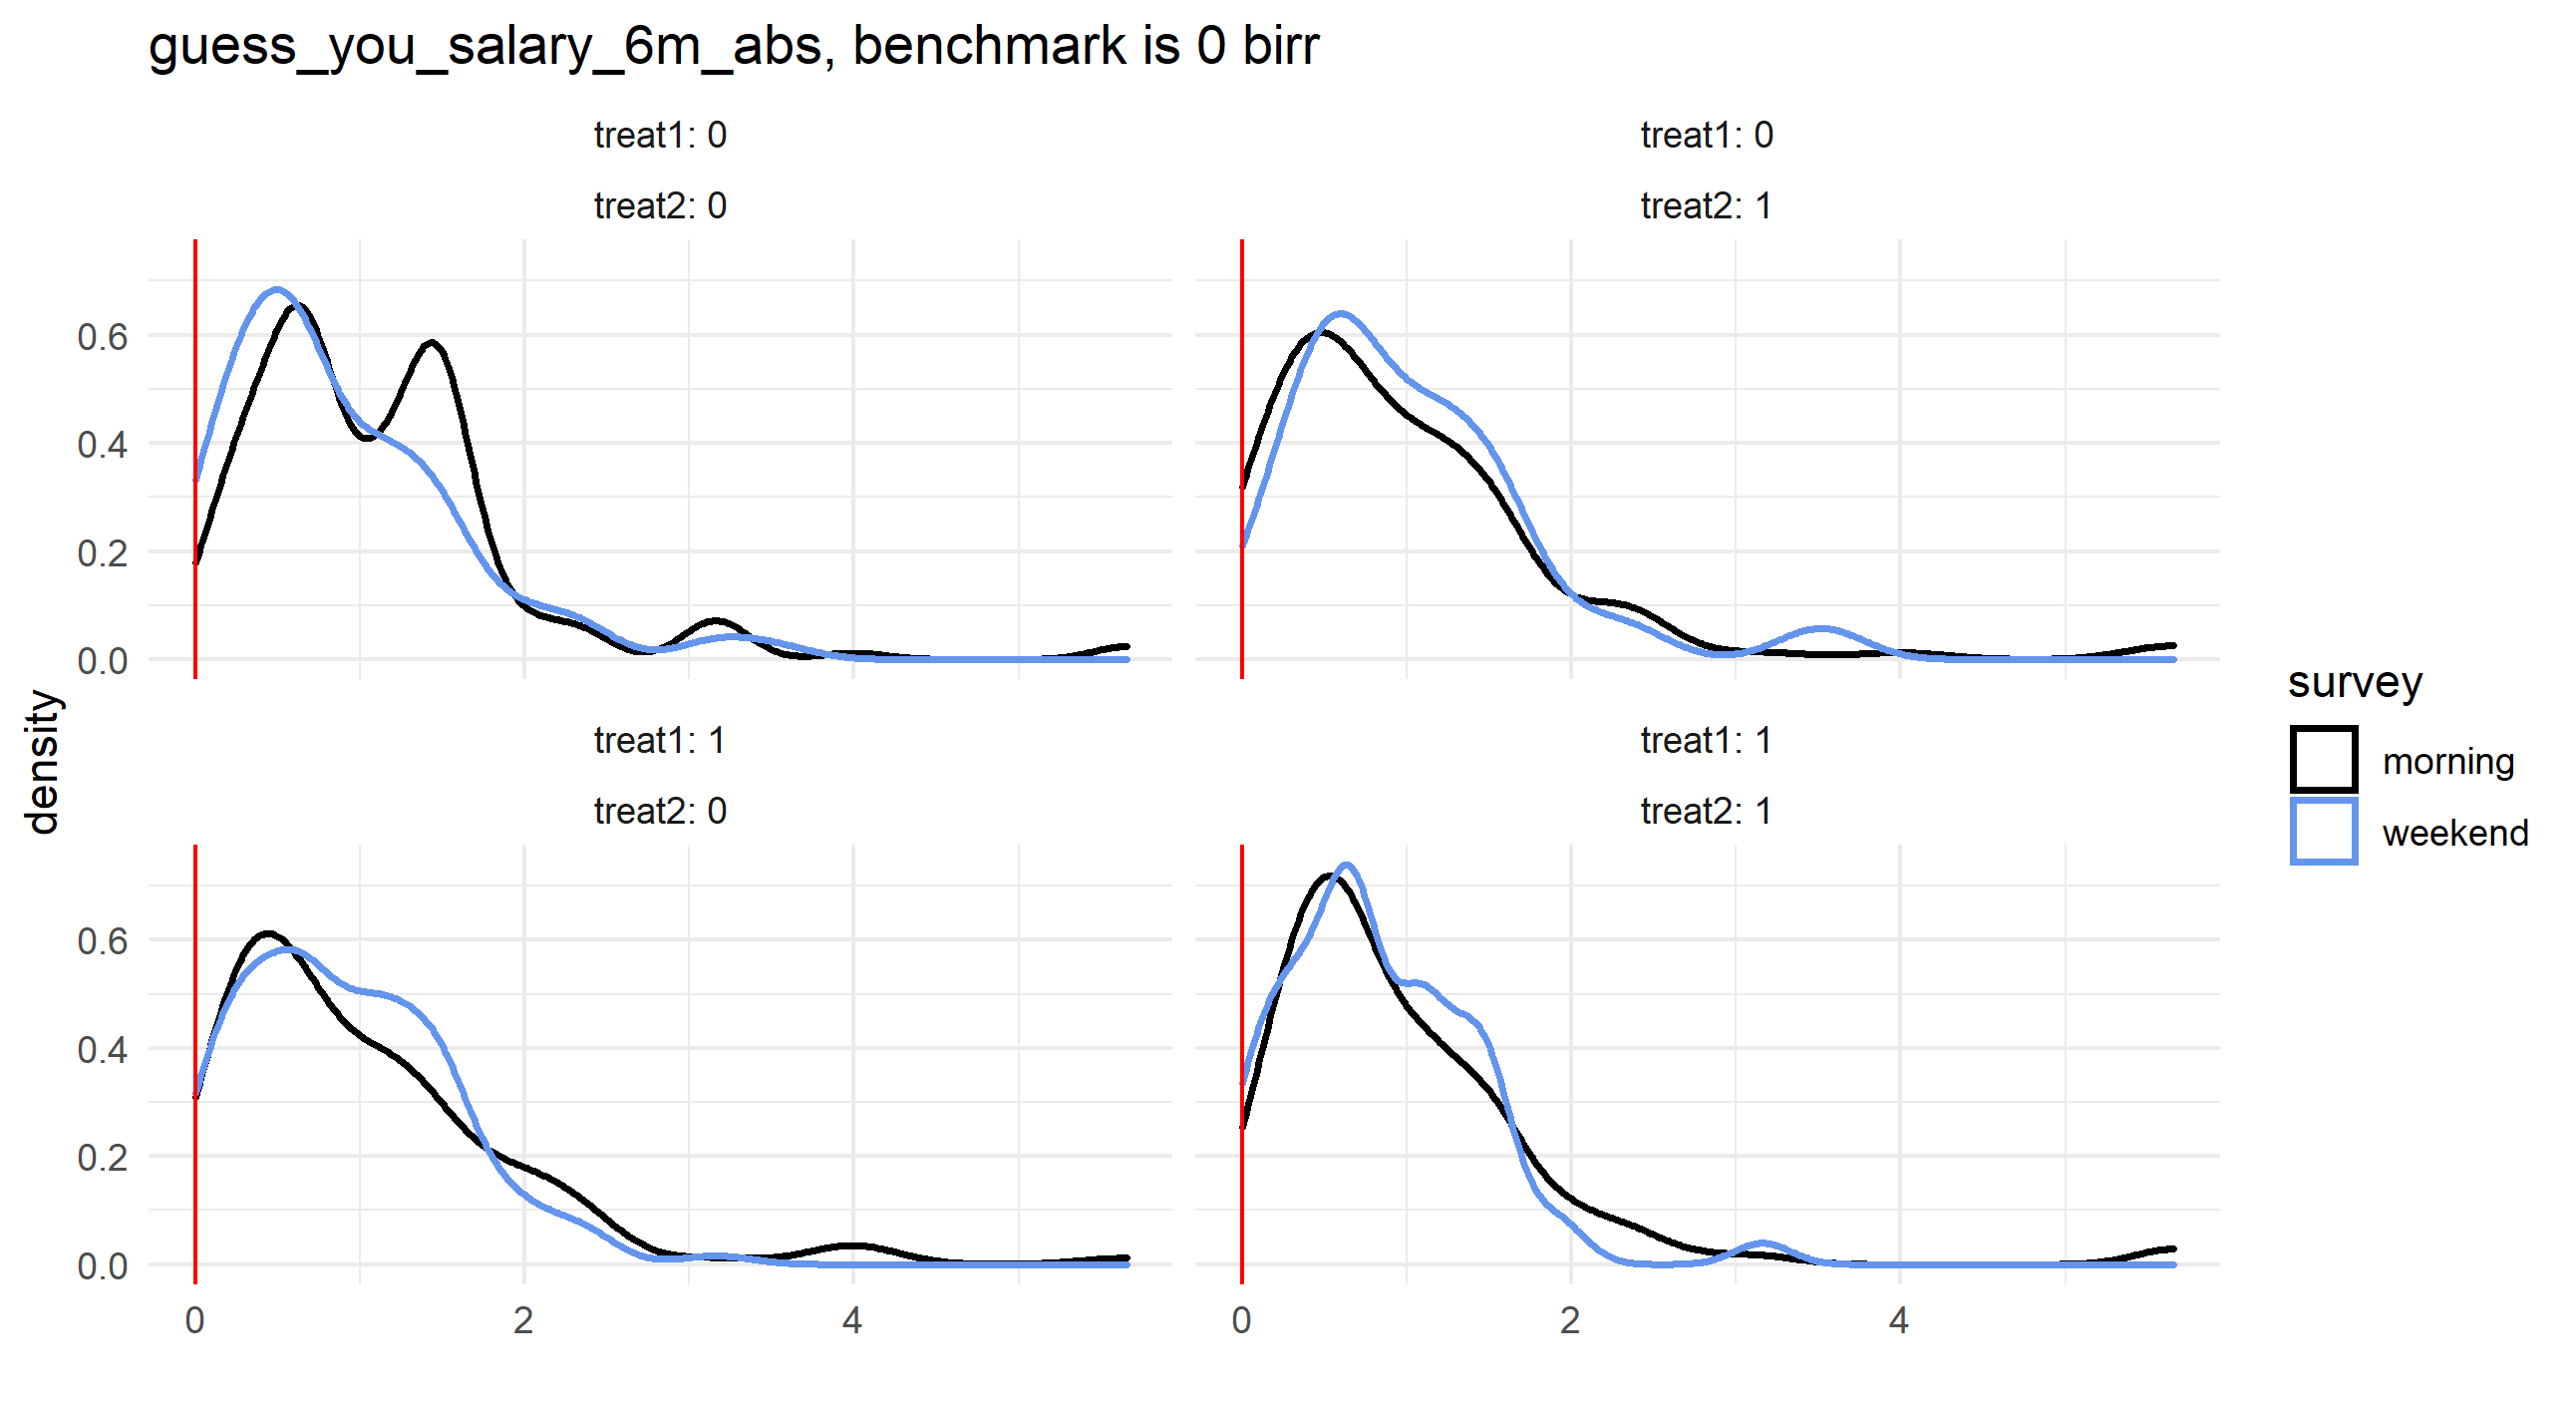 guess_you_salary_6m_abs, benchmark is 0 birr
treat1: 0
treat2: 0
treat1: 0
treat2: 1
0.6
0.4
0.2
0.0
density
treat1: 1
treat2: 0
treat1: 1
treat2: 1
0.6
0.4
0.2
0.0
0 2 4
0 2 4
survey
morning
weekend